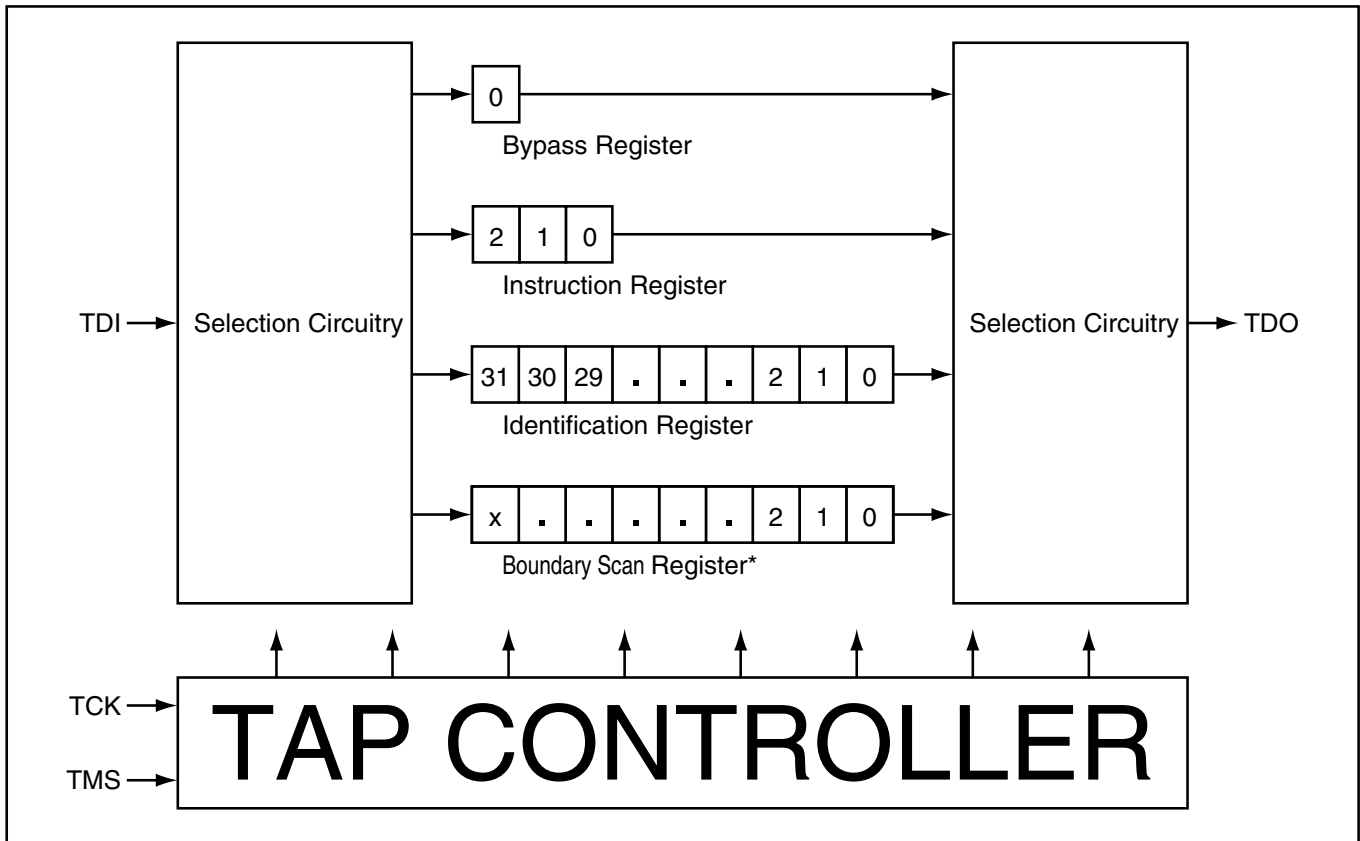 0
Bypass Register
2 1 0
Instruction Register
TDI
Selection Circuitry
Selection Circuitry
TDO
31 30 29 . . . 2 1 0
Identification Register
x . . . . . 2 1 0
Boundary Scan Register*
TCK
TMS
TAP CONTROLLER